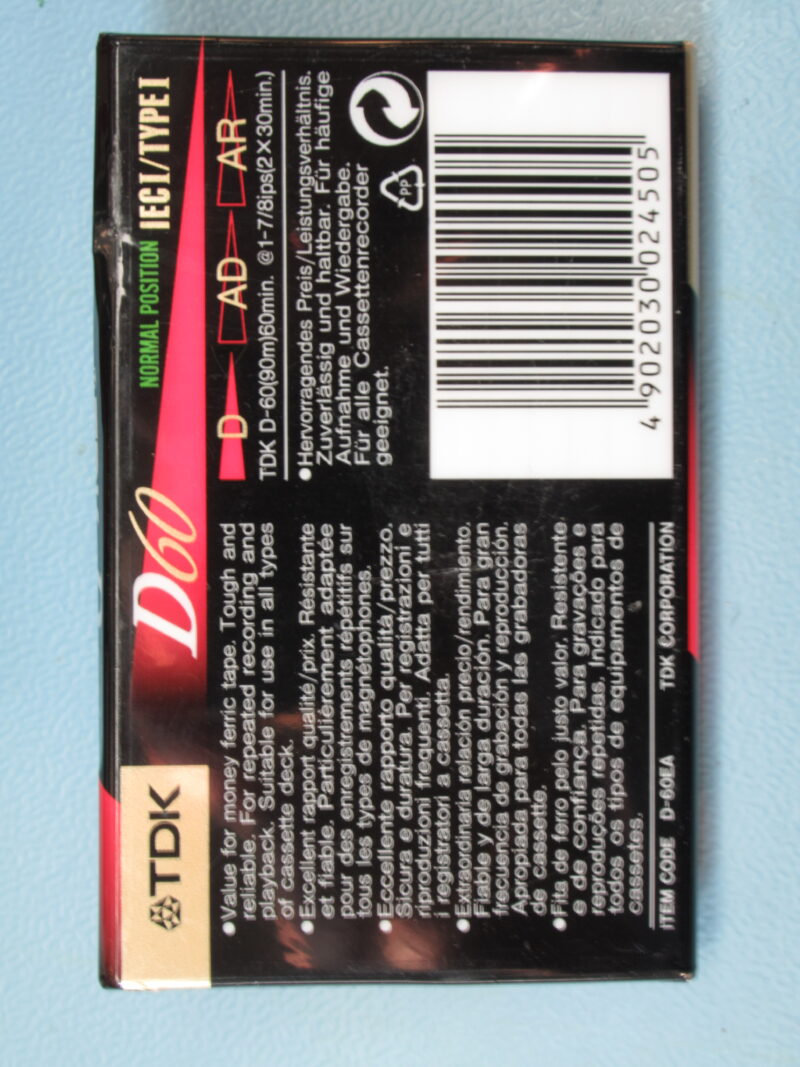 TDK
D60
NORMAL POSITION IEC I/TYPE I
•Value for money ferric tape. Tough and
reliable. For repeated recording and
playback. Suitable for use in all types
of cassette deck.
•Excellent rapport qualité/prix. Résistante
et fiable. Particulièrement adaptée
pour des enregistrements répétitifs sur
tous les types de magnétophones.
•Eccellente rapporto qualità/prezzo.
Sicura e duratura. Per registrazioni e
riproduzioni frequenti. Adatta per tutti
i registratori a cassetta.
•Extraordinaria relación precio/rendimiento.
Fiable y de larga duración. Para gran
frecuencia de grabación y reproducción.
Apropiada para todas las grabadoras
de cassette.
•Fita de ferro pelo justo valor. Resistente
e de confiança. Para gravações e
reproduções repetidas. Indicado para
todos os tipos de equipamentos de
cassetes.
D AD AR
TDK D-60(90m)60min. @1-7/8ips(2×30min.)
•Hervorragendes Preis/Leistungsverhältnis.
Zuverlässig und haltbar. Für häufige
Aufnahme und Wiedergabe.
Für alle Cassettenrecorder
geeignet.
PP
4 902030 024505
ITEM CODE D-60EA TDK CORPORATION